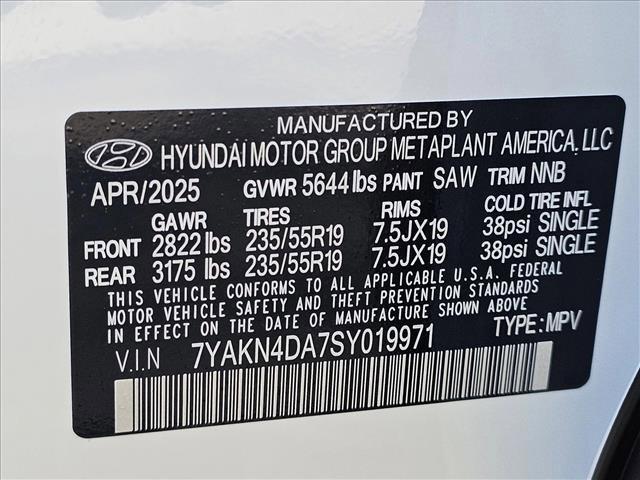 MANUFACTURED BY
HYUNDAI MOTOR GROUP METAPLANT AMERICA, LLC
APR/2025 GVWR 5644 lbs PAINT SAW TRIM NNB
GAWR TIRES RIMS COLD TIRE INFL
FRONT 2822 lbs 235/55R19 7.5JX19 38psi SINGLE
REAR 3175 lbs 235/55R19 7.5JX19 38psi SINGLE
THIS VEHICLE CONFORMS TO ALL APPLICABLE U.S.A. FEDERAL
MOTOR VEHICLE SAFETY AND THEFT PREVENTION STANDARDS
IN EFFECT ON THE DATE OF MANUFACTURE SHOWN ABOVE
V.I.N 7YAKN4DA7SY019971 TYPE: MPV